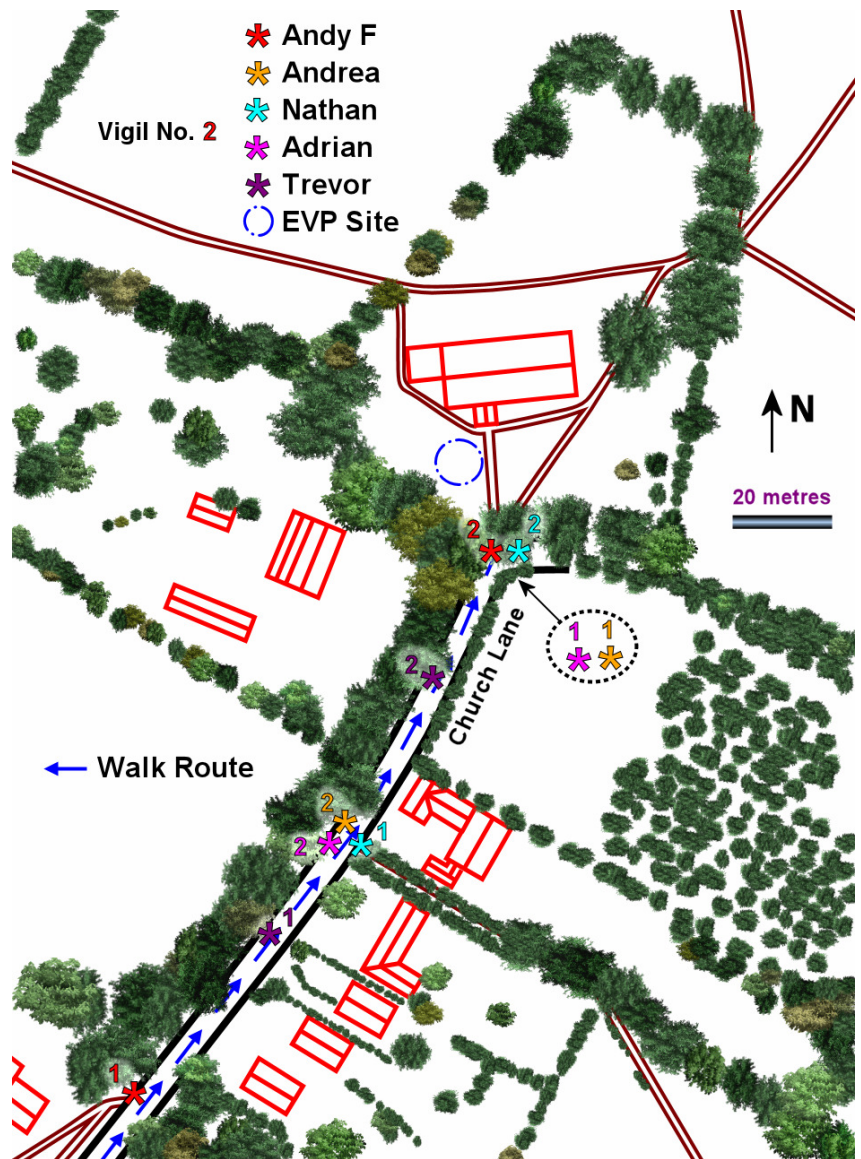 Andy F
Andrea
Nathan
Vigil No. 2
Adrian
Trevor
EVP Site
N
20 metres
2
2
1
1
2
Church Lane
Walk Route
2
1
2
1
1